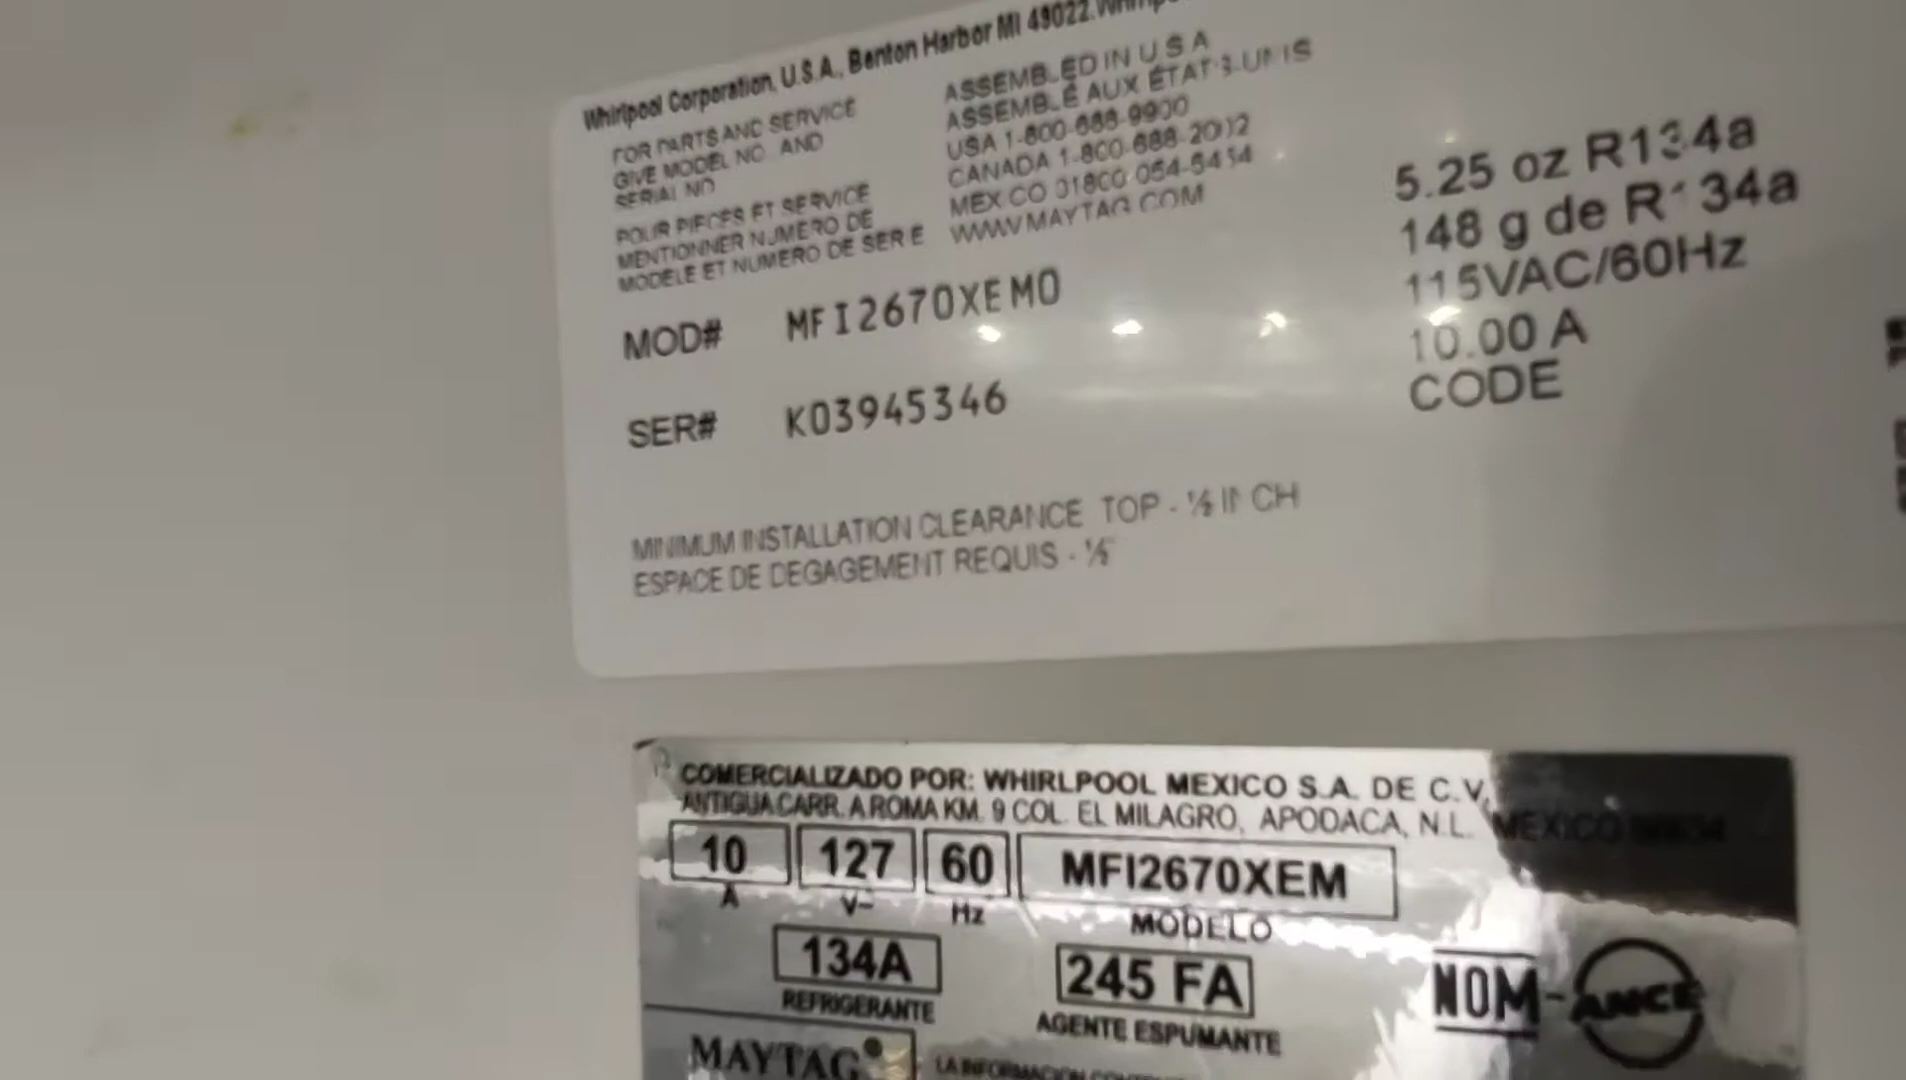 Whirlpool Corporation, U.S.A., Benton Harbor MI 49022.
FOR PARTS AND SERVICE
GIVE MODEL NO. AND
SERIAL NO
POUR PIECES ET SERVICE
MENTIONNER NUMERO DE
MODELE ET NUMERO DE SERIE
ASSEMBLED IN U S A
ASSEMBLÉ AUX ÉTATS-UNIS
USA 1-800-688-9900
CANADA 1-800-688-2002
MEXICO 01800
WWW.MAYTAG.COM
5.25 oz R134a
148 g de R134a
115VAC/60Hz
10.00 A
CODE
MOD# MFI2670XEM0
SER# K03945346
MINIMUM INSTALLATION CLEARANCE TOP - ½ INCH
ESPACE DE DEGAGEMENT REQUIS - ½
COMERCIALIZADO POR: WHIRLPOOL MEXICO S.A. DE C.V.
ANTIGUA CARR. A ROMA KM. 9 COL. EL MILAGRO, APODACA, N.L. MEXICO
10 127 60 MFI2670XEM
A V~ Hz MODELO
134A 245 FA
REFRIGERANTE AGENTE ESPUMANTE
NOM-ANCE
MAYTAG
LA INFORMACION